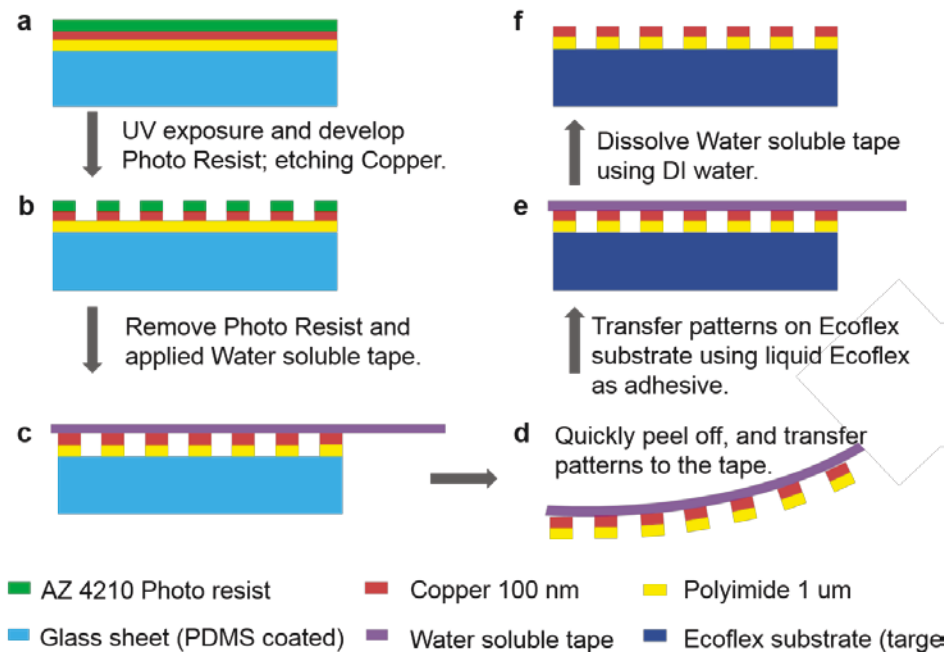 a
UV exposure and develop
Photo Resist; etching Copper.
b
Remove Photo Resist and
applied Water soluble tape.
c
d
Quickly peel off, and transfer
patterns to the tape.
e
Transfer patterns on Ecoflex
substrate using liquid Ecoflex
as adhesive.
f
Dissolve Water soluble tape
using DI water.
AZ 4210 Photo resist
Copper 100 nm
Polyimide 1 um
Glass sheet (PDMS coated)
Water soluble tape
Ecoflex substrate (targe